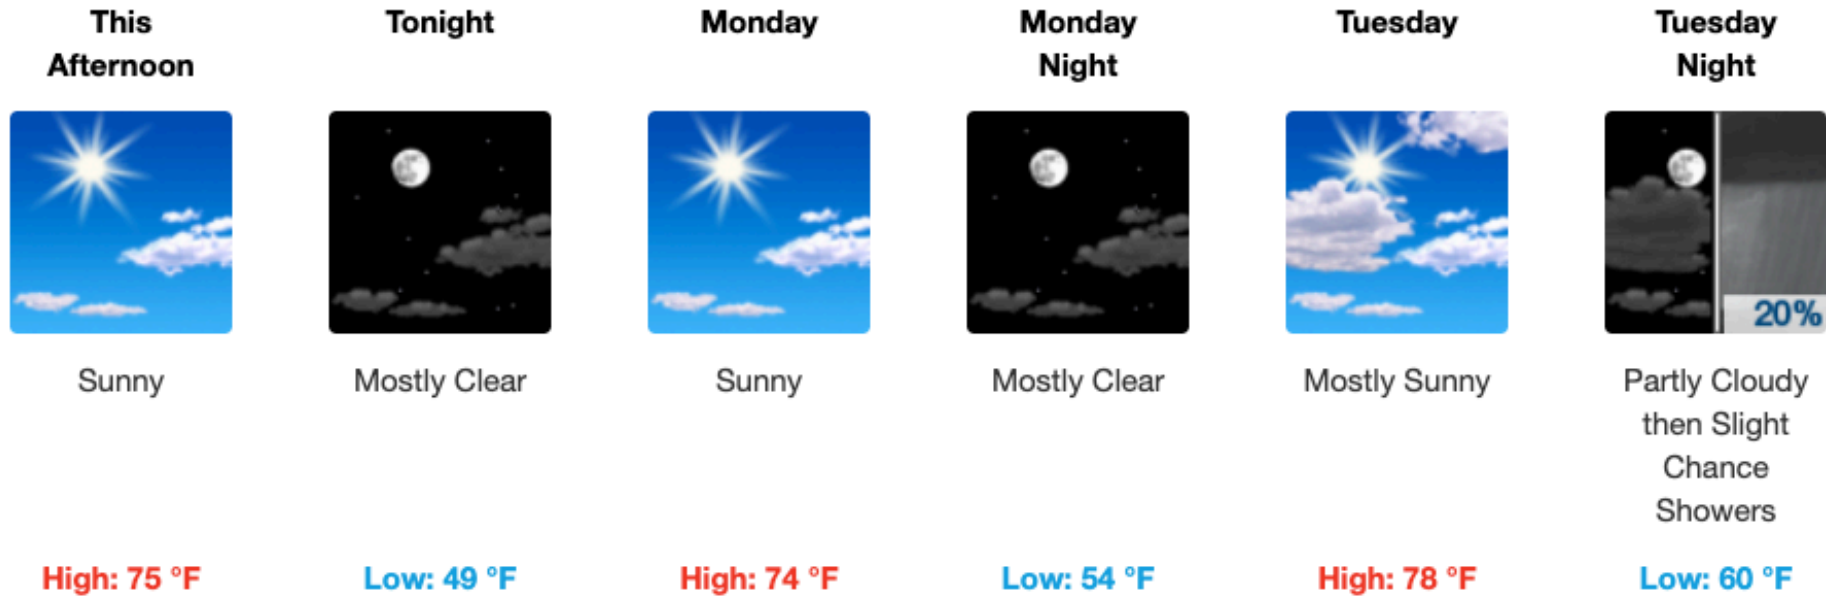 This
Afternoon
Sunny
High: 75 °F
Tonight
Mostly Clear
Low: 49 °F
Monday
Sunny
High: 74 °F
Monday
Night
Mostly Clear
Low: 54 °F
Tuesday
Mostly Sunny
High: 78 °F
Tuesday
Night
20%
Partly Cloudy
then Slight
Chance
Showers
Low: 60 °F